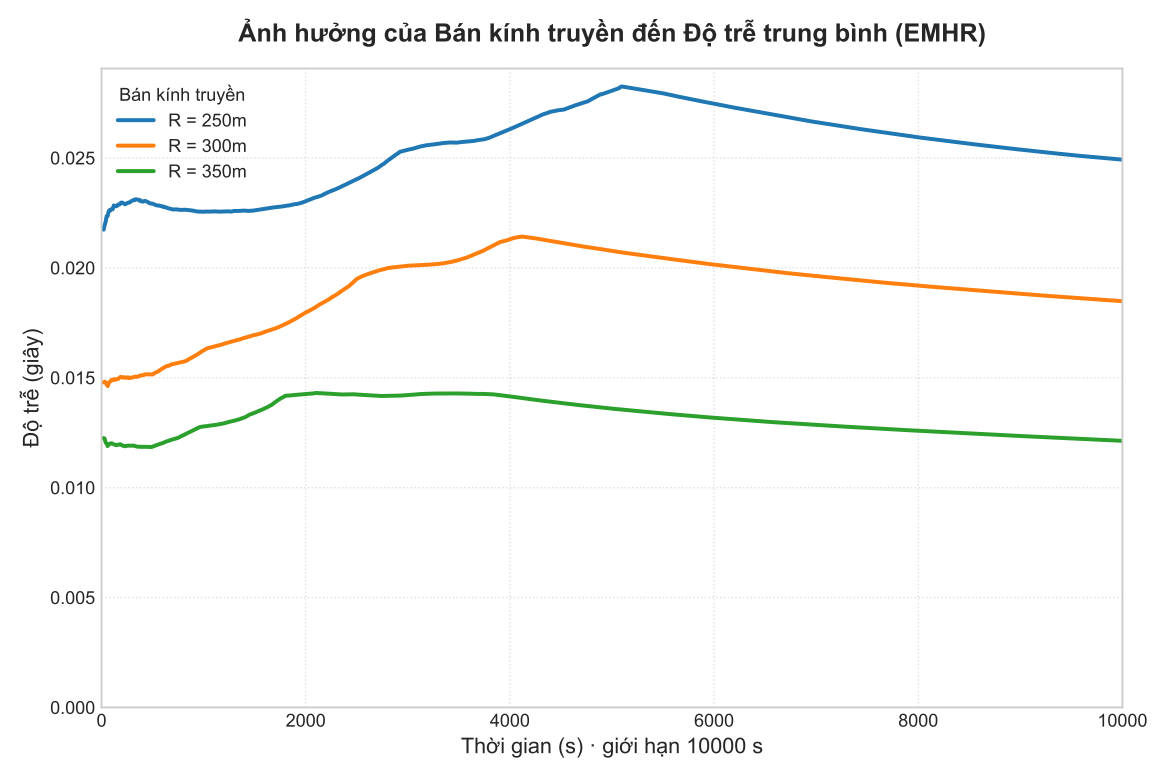 Ảnh hưởng của Bán kính truyền đến Độ trễ trung bình (EMHR)
Bán kính truyền
R = 250m
R = 300m
R = 350m
Độ trễ (giây)
0.025
0.020
0.015
0.010
0.005
0.000
0 2000 4000 6000 8000 10000
Thời gian (s) · giới hạn 10000 s